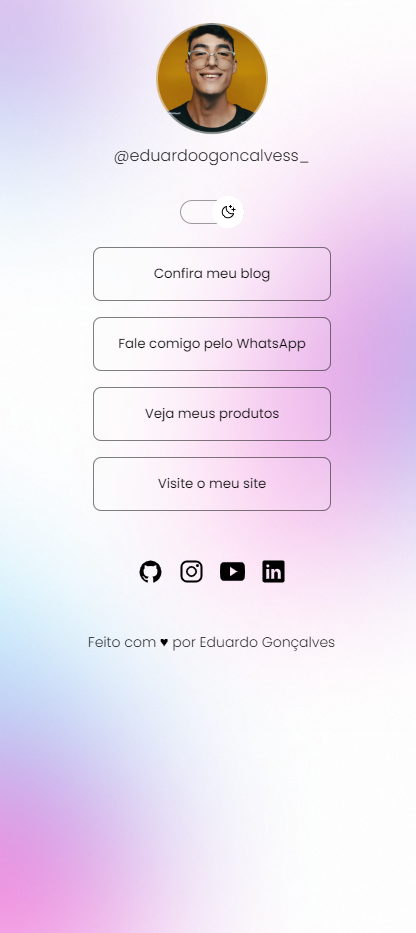 @eduardoogoncalvess_
Confira meu blog
Fale comigo pelo WhatsApp
Veja meus produtos
Visite o meu site
in
Feito com ♥ por Eduardo Gonçalves